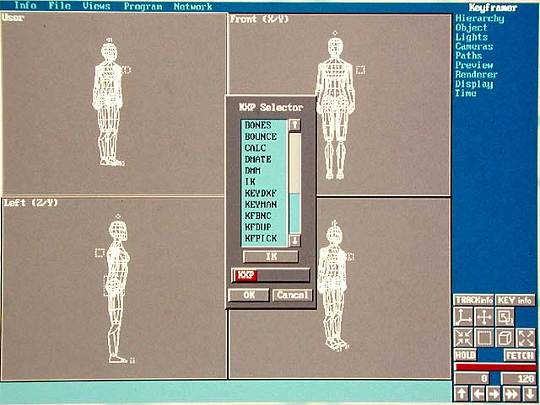 Info File Views Program Network
Keyframer
User
Front (X/Y)
Hierarchy
Object
Lights
Cameras
Paths
Preview
Renderer
Display
Time
KXP Selector
BONES
BOUNCE
CALC
DMATE
DMM
IK
KEYDXF
KEYMAN
KFBNC
KFDUP
KFPICK
IK
KXP
OK Cancel
Left (Z/Y)
TRACKinfo KEY info
HOLD FETCH
0 120